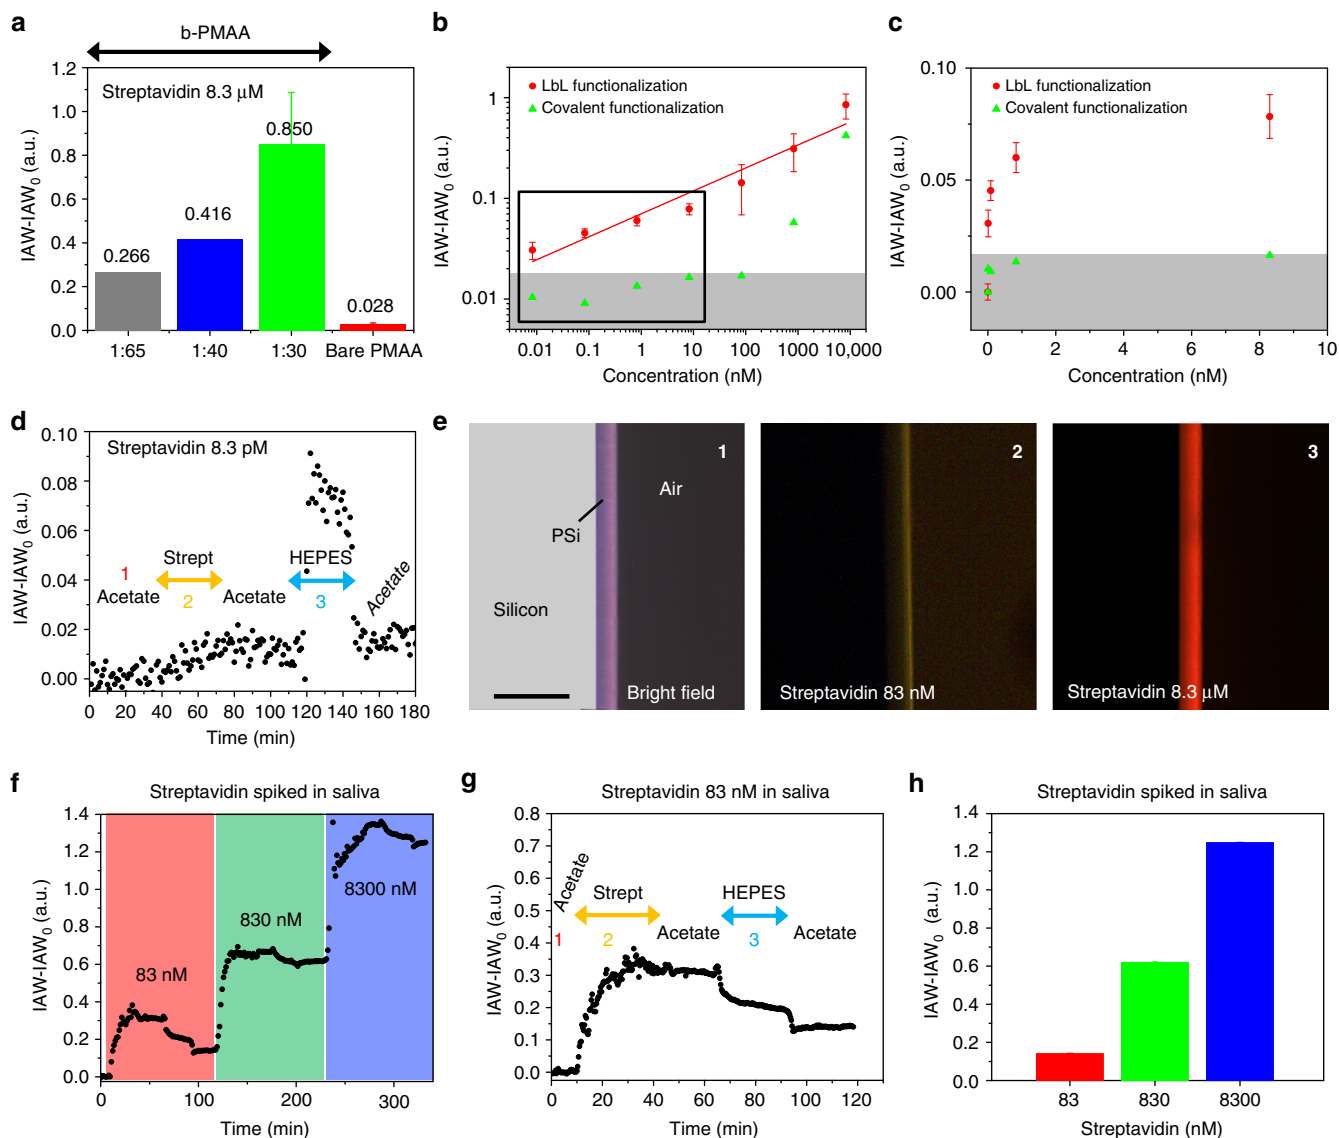 a
b-PMAA
Streptavidin 8.3 μM
IAW-IAW₀ (a.u.)
1.2
1.0
0.8
0.6
0.4
0.2
0.0
0.266
0.416
0.850
0.028
1:65 1:40 1:30 Bare PMAA
b
LbL functionalization
Covalent functionalization
IAW-IAW₀ (a.u.)
1
0.1
0.01
0.01 0.1 1 10 100 1000 10,000
Concentration (nM)
c
LbL functionalization
Covalent functionalization
IAW-IAW₀ (a.u.)
0.10
0.05
0.00
0 2 4 6 8 10
Concentration (nM)
d
Streptavidin 8.3 pM
IAW-IAW₀ (a.u.)
0.10
0.08
0.06
0.04
0.02
0.00
1
Acetate
Strept
2
Acetate
HEPES
3
Acetate
0 20 40 60 80 100 120 140 160 180
Time (min)
e
1
Air
PSi
Silicon
Bright field
2
Streptavidin 83 nM
3
Streptavidin 8.3 μM
f
Streptavidin spiked in saliva
IAW-IAW₀ (a.u.)
1.4
1.2
1.0
0.8
0.6
0.4
0.2
0.0
83 nM
830 nM
8300 nM
0 100 200 300
Time (min)
g
Streptavidin 83 nM in saliva
IAW-IAW₀ (a.u.)
0.8
0.7
0.6
0.5
0.4
0.3
0.2
0.1
0.0
Acetate
1
Strept
2
Acetate
HEPES
3
Acetate
0 20 40 60 80 100 120
Time (min)
h
Streptavidin spiked in saliva
IAW-IAW₀ (a.u.)
1.4
1.2
1.0
0.8
0.6
0.4
0.2
0.0
83 830 8300
Streptavidin (nM)